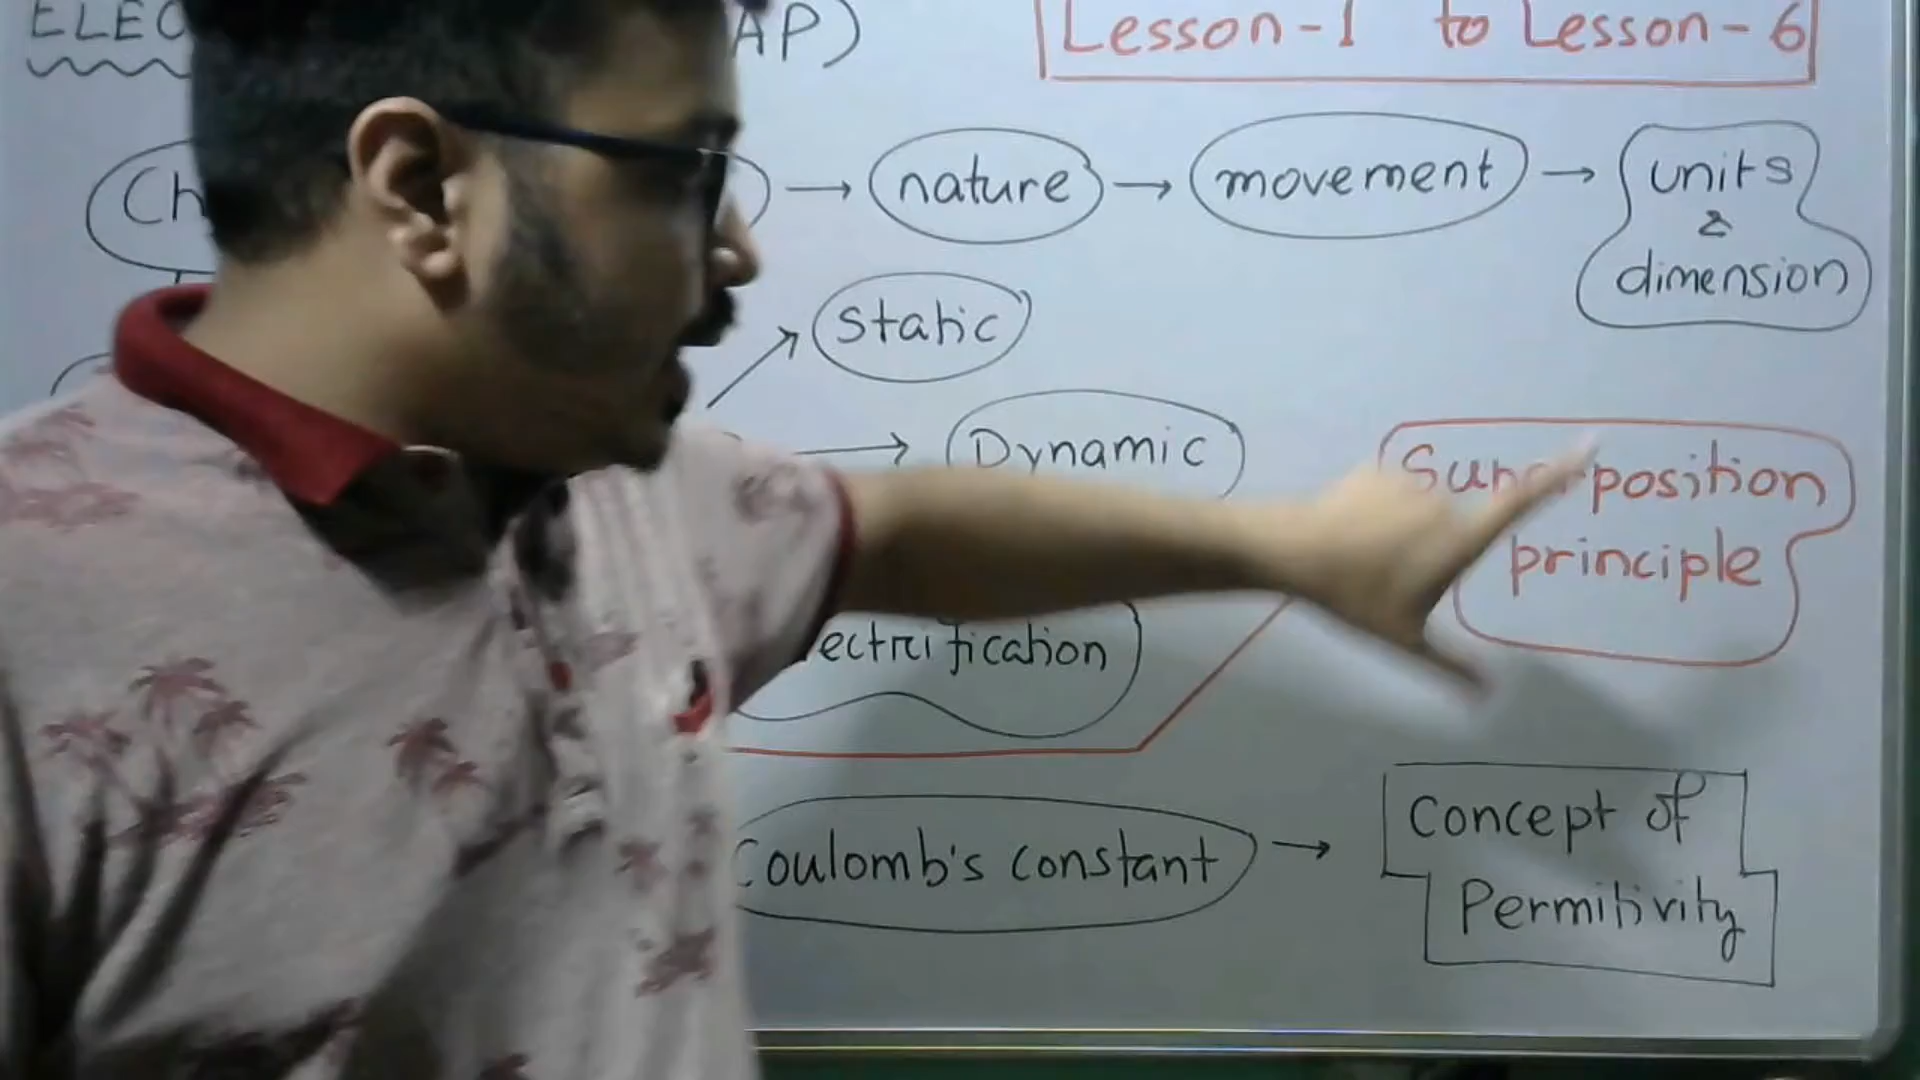 ELEC AP)
Lesson-1 to Lesson-6
Ch
nature
movement
units
&
dimension
Static
Dynamic
Superposition
principle
ectrification
Coulomb's constant
Concept of
Permitivity